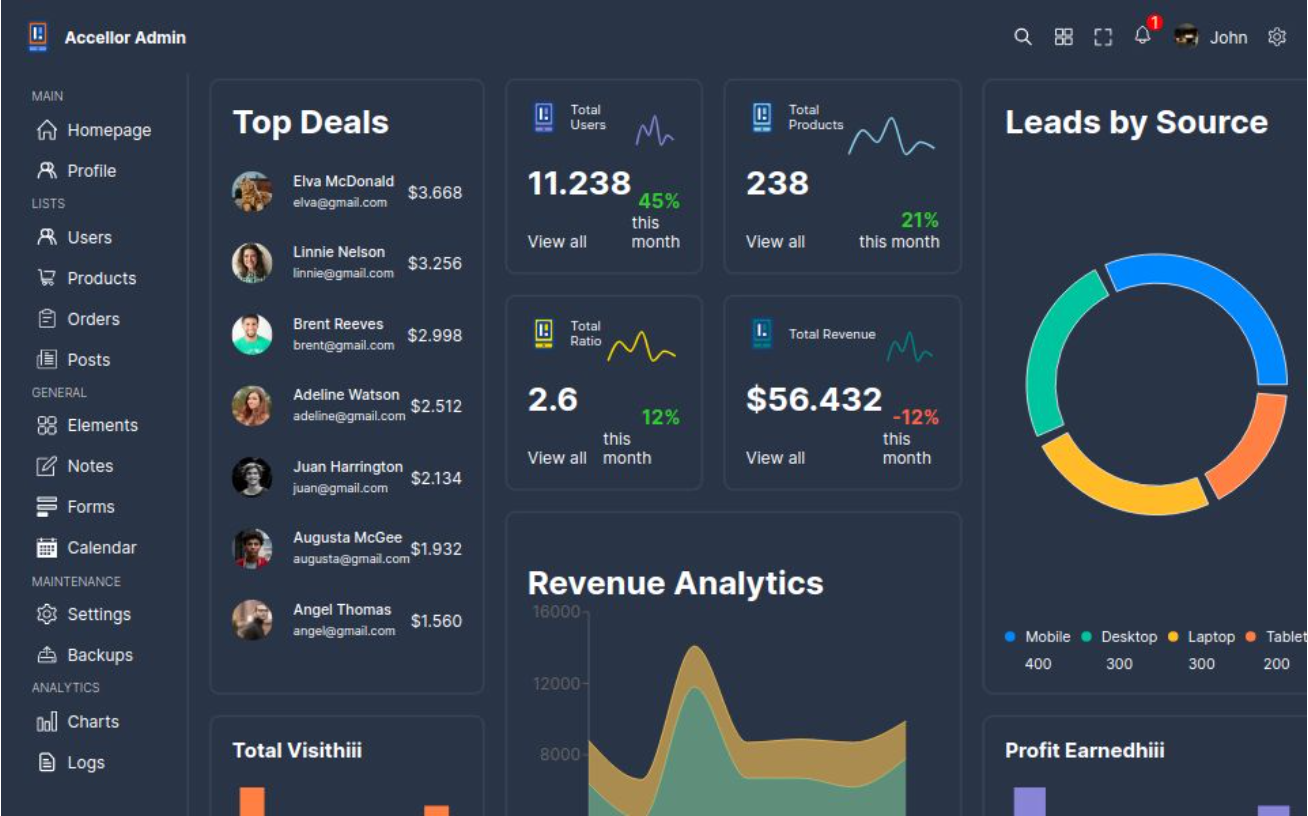 Accellor Admin
1
John
MAIN
Homepage
Profile
LISTS
Users
Products
Orders
Posts
GENERAL
Elements
Notes
Forms
Calendar
MAINTENANCE
Settings
Backups
ANALYTICS
Charts
Logs
Top Deals
Elva McDonald
elva@gmail.com
$3.668
Linnie Nelson
linnie@gmail.com
$3.256
Brent Reeves
brent@gmail.com
$2.998
Adeline Watson
adeline@gmail.com
$2.512
Juan Harrington
juan@gmail.com
$2.134
Augusta McGee
augusta@gmail.com
$1.932
Angel Thomas
angel@gmail.com
$1.560
Total Visithiii
Total
Users
11.238
45%
this
month
View all
Total
Products
238
21%
View all
this month
Total
Ratio
2.6
12%
this
month
View all
Total Revenue
$56.432
-12%
this
month
View all
Revenue Analytics
16000
12000
8000
Leads by Source
Mobile
400
Desktop
300
Laptop
300
Tablet
200
Profit Earnedhiii